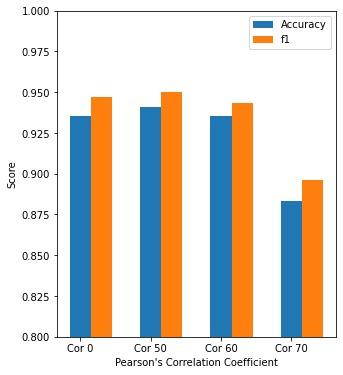 1.000
0.975
0.950
0.925
0.900
0.875
0.850
0.825
0.800
Score
Accuracy
f1
Cor 0 Cor 50 Cor 60 Cor 70
Pearson's Correlation Coefficient